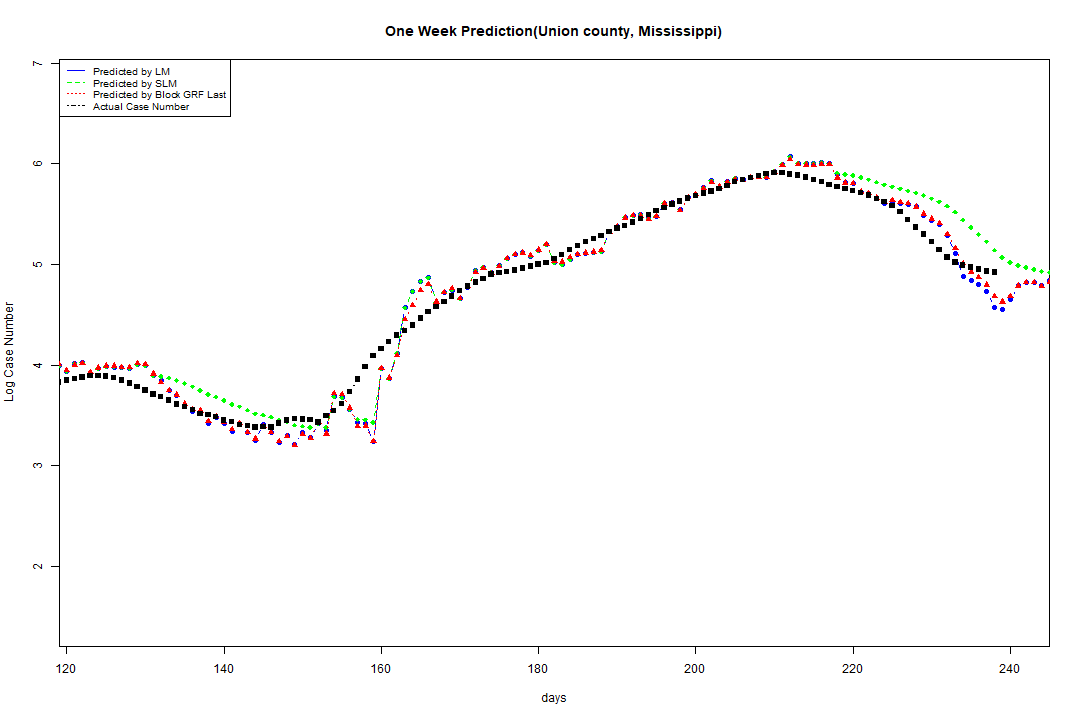 One Week Prediction(Union county, Mississippi)
Predicted by LM
Predicted by SLM
Predicted by Block GRF Last
Actual Case Number
7
6
5
4
3
2
Log Case Number
120 140 160 180 200 220 240
days